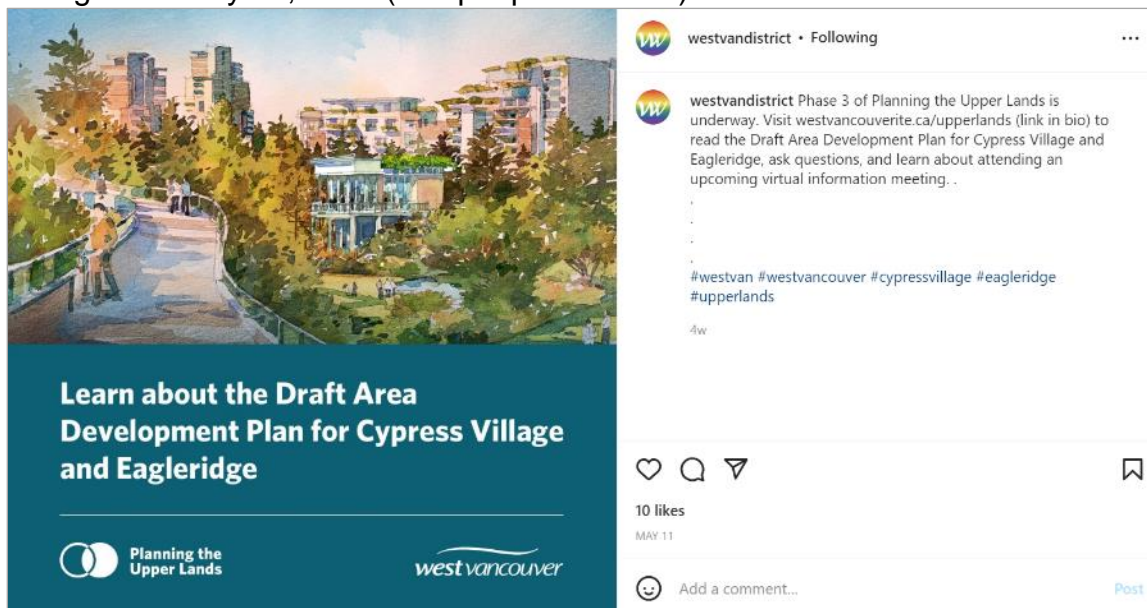 Learn about the Draft Area
Development Plan for Cypress Village
and Eagleridge
Planning the
Upper Lands
westvancouver
westvandistrict • Following
westvandistrict Phase 3 of Planning the Upper Lands is
underway. Visit westvancouverite.ca/upperlands (link in bio) to
read the Draft Area Development Plan for Cypress Village and
Eagleridge, ask questions, and learn about attending an
upcoming virtual information meeting. .
.
.
.
.
#westvan #westvancouver #cypressvillage #eagleridge
#upperlands
4w
10 likes
MAY 11
Add a comment...
Post